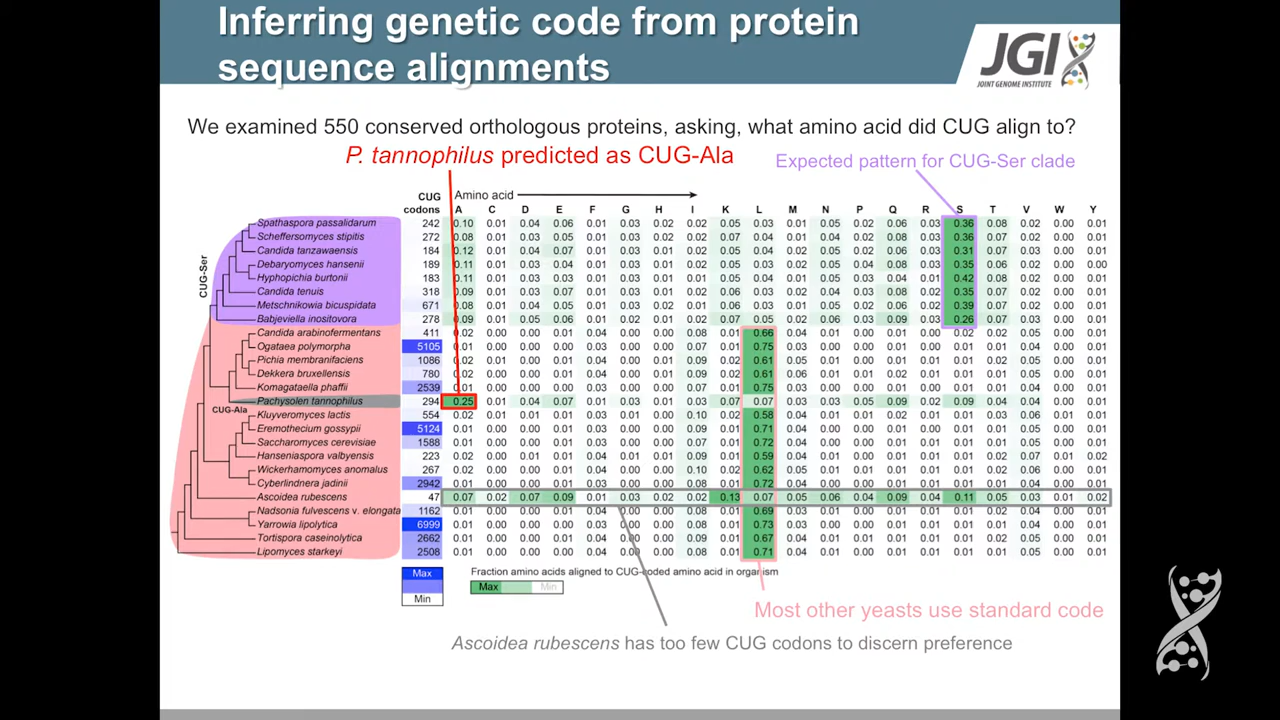 Inferring genetic code from protein
sequence alignments
JGI
JOINT GENOME INSTITUTE
We examined 550 conserved orthologous proteins, asking, what amino acid did CUG align to?
P. tannophilus predicted as CUG-Ala
Expected pattern for CUG-Ser clade
CUG codons
Amino acid
A C D E F G H I K L M N P Q R S T V W Y
Spathaspora passalidarum 242 0.10 0.01 0.04 0.06 0.01 0.03 0.02 0.02 0.05 0.03 0.01 0.05 0.02 0.06 0.03 0.36 0.08 0.02 0.00 0.01
Scheffersomyces stipitis 272 0.08 0.01 0.03 0.05 0.01 0.03 0.02 0.02 0.07 0.04 0.01 0.04 0.02 0.08 0.03 0.36 0.07 0.03 0.00 0.01
Candida tanzawaensis 184 0.12 0.01 0.04 0.07 0.01 0.04 0.02 0.02 0.06 0.04 0.01 0.05 0.02 0.06 0.03 0.31 0.08 0.02 0.00 0.01
Debaryomyces hansenii 189 0.11 0.01 0.03 0.04 0.01 0.03 0.01 0.02 0.07 0.04 0.02 0.05 0.03 0.08 0.03 0.35 0.06 0.02 0.00 0.00
Hyphopichia burtonii 188 0.11 0.01 0.03 0.03 0.01 0.03 0.01 0.03 0.05 0.04 0.01 0.04 0.02 0.04 0.03 0.42 0.08 0.02 0.00 0.01
Candida tenuis 318 0.09 0.01 0.03 0.07 0.01 0.03 0.01 0.02 0.06 0.03 0.01 0.04 0.03 0.07 0.03 0.35 0.07 0.03 0.00 0.01
Metschnikowia bicuspidata 671 0.08 0.01 0.04 0.05 0.01 0.03 0.01 0.02 0.06 0.03 0.01 0.04 0.02 0.06 0.03 0.39 0.07 0.02 0.00 0.01
Babjeviella inositovora 278 0.09 0.01 0.05 0.06 0.01 0.03 0.01 0.02 0.07 0.05 0.02 0.06 0.03 0.09 0.03 0.26 0.07 0.03 0.00 0.01
Candida arabinofermentans 411 0.02 0.00 0.00 0.01 0.04 0.00 0.00 0.08 0.01 0.66 0.05 0.01 0.00 0.01 0.01 0.02 0.02 0.05 0.00 0.01
Ogataea polymorpha 5105 0.01 0.00 0.00 0.01 0.03 0.00 0.00 0.07 0.01 0.75 0.04 0.01 0.00 0.01 0.01 0.01 0.01 0.04 0.00 0.01
Pichia membranifaciens 1086 0.02 0.01 0.00 0.01 0.04 0.01 0.00 0.09 0.02 0.61 0.05 0.01 0.01 0.01 0.01 0.02 0.02 0.06 0.00 0.01
Dekkera bruxellensis 780 0.02 0.00 0.00 0.01 0.04 0.01 0.00 0.09 0.02 0.61 0.04 0.01 0.01 0.01 0.01 0.02 0.02 0.06 0.00 0.01
Komagataella phaffii 2539 0.01 0.00 0.00 0.00 0.03 0.00 0.00 0.08 0.01 0.75 0.03 0.01 0.00 0.01 0.01 0.01 0.01 0.04 0.00 0.01
Pachysolen tannophilus 294 0.25 0.01 0.04 0.07 0.01 0.03 0.01 0.03 0.07 0.07 0.03 0.03 0.05 0.09 0.02 0.09 0.04 0.04 0.00 0.01
Kluyveromyces lactis 554 0.02 0.01 0.01 0.01 0.04 0.01 0.00 0.10 0.02 0.58 0.04 0.01 0.01 0.01 0.01 0.02 0.02 0.07 0.00 0.01
Eremothecium gossypii 5124 0.01 0.00 0.00 0.01 0.03 0.00 0.00 0.08 0.01 0.71 0.04 0.01 0.00 0.01 0.01 0.01 0.01 0.05 0.00 0.01
Saccharomyces cerevisiae 1588 0.01 0.00 0.00 0.01 0.03 0.01 0.00 0.07 0.01 0.72 0.04 0.01 0.00 0.01 0.01 0.01 0.01 0.05 0.00 0.01
Hanseniaspora valbyensis 223 0.02 0.01 0.00 0.01 0.03 0.01 0.01 0.09 0.02 0.59 0.04 0.01 0.01 0.01 0.01 0.02 0.02 0.07 0.01 0.02
Wickerhamomyces anomalus 267 0.02 0.01 0.00 0.01 0.04 0.00 0.00 0.10 0.02 0.62 0.04 0.01 0.00 0.01 0.01 0.01 0.02 0.06 0.00 0.01
Cyberlindnera jadinii 2942 0.01 0.00 0.00 0.01 0.03 0.00 0.00 0.09 0.01 0.72 0.04 0.01 0.00 0.01 0.01 0.01 0.01 0.05 0.00 0.01
Ascoidea rubescens 47 0.07 0.02 0.07 0.09 0.01 0.03 0.02 0.02 0.13 0.07 0.05 0.06 0.04 0.09 0.04 0.11 0.05 0.03 0.01 0.02
Nadsonia fulvescens v. elongata 1162 0.01 0.00 0.00 0.01 0.04 0.00 0.00 0.08 0.01 0.69 0.04 0.01 0.00 0.01 0.01 0.01 0.02 0.05 0.00 0.01
Yarrowia lipolytica 6999 0.01 0.00 0.00 0.01 0.03 0.00 0.00 0.08 0.01 0.73 0.04 0.01 0.00 0.01 0.01 0.01 0.01 0.05 0.00 0.01
Tortispora caseinolytica 2662 0.01 0.00 0.00 0.01 0.04 0.01 0.00 0.08 0.01 0.67 0.04 0.01 0.01 0.01 0.01 0.01 0.02 0.06 0.00 0.01
Lipomyces starkeyi 2508 0.01 0.00 0.00 0.00 0.04 0.00 0.00 0.08 0.01 0.71 0.04 0.01 0.00 0.01 0.01 0.01 0.01 0.05 0.00 0.01
CUG-Ser
CUG-Ala
Max
Min
Fraction amino acids aligned to CUG-coded amino acid in organism
Max Min
Most other yeasts use standard code
Ascoidea rubescens has too few CUG codons to discern preference